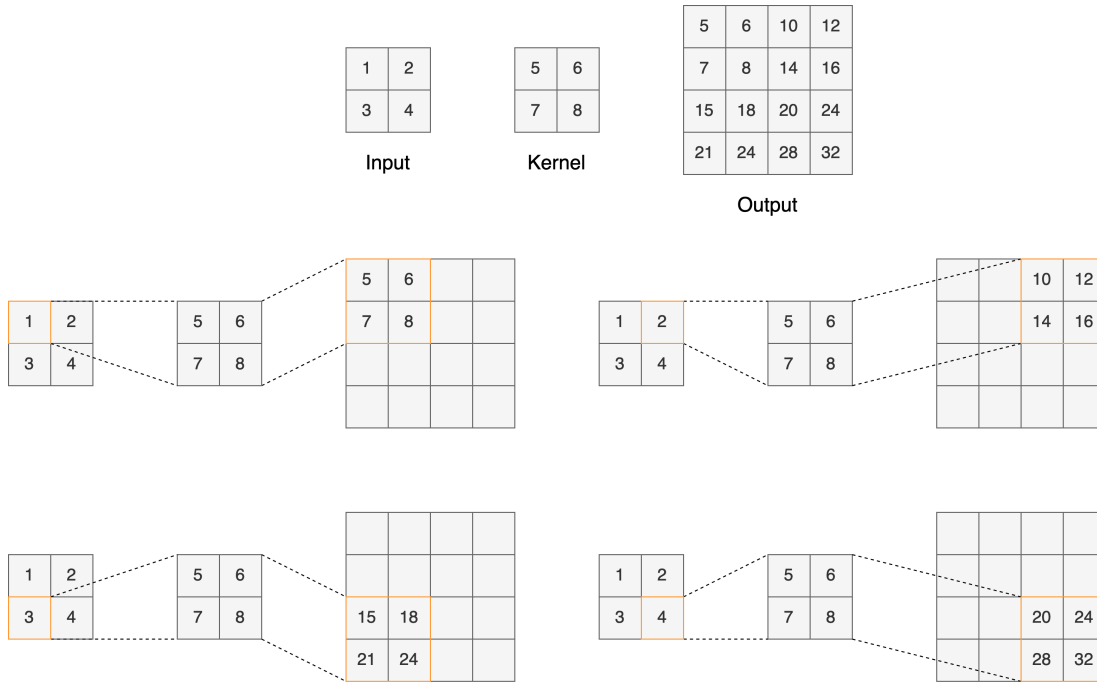 5 6 10 12
1 2 5 6 7 8 14 16
3 4 7 8 15 18 20 24
21 24 28 32
Input Kernel
Output
5 6 10 12
1 2 5 6 7 8 1 2 5 6 14 16
3 4 7 8 3 4 7 8
1 2 5 6 1 2 5 6
3 4 7 8 15 18 3 4 7 8 20 24
21 24 28 32